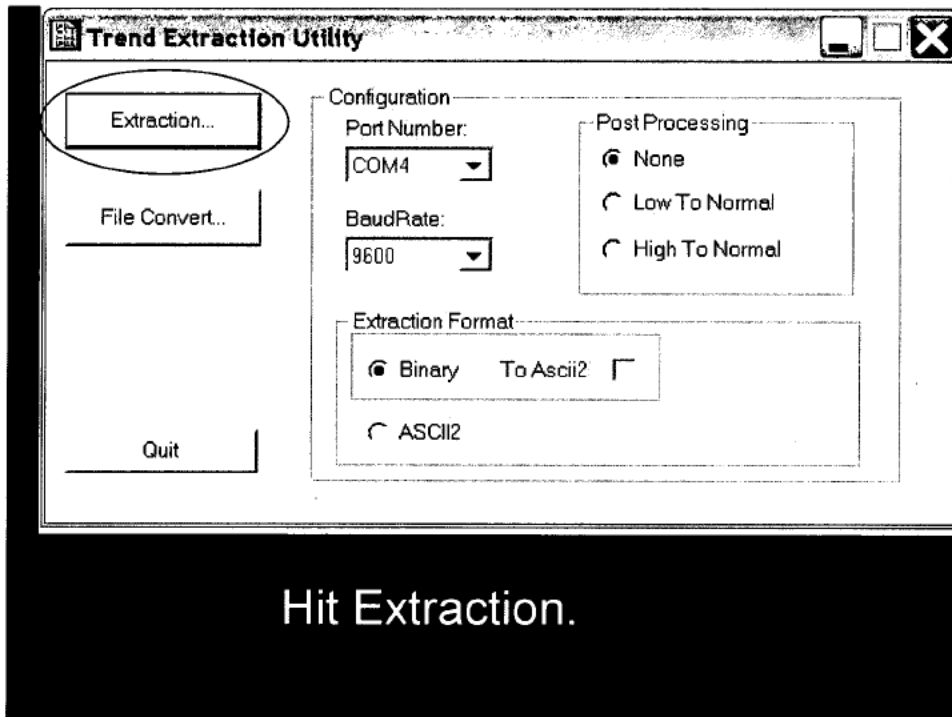 Trend Extraction Utility
Extraction...
File Convert...
Quit
Configuration
Port Number:
COM4
BaudRate:
9600
Post Processing
None
Low To Normal
High To Normal
Extraction Format
Binary To Ascii2
ASCII2
Hit Extraction.